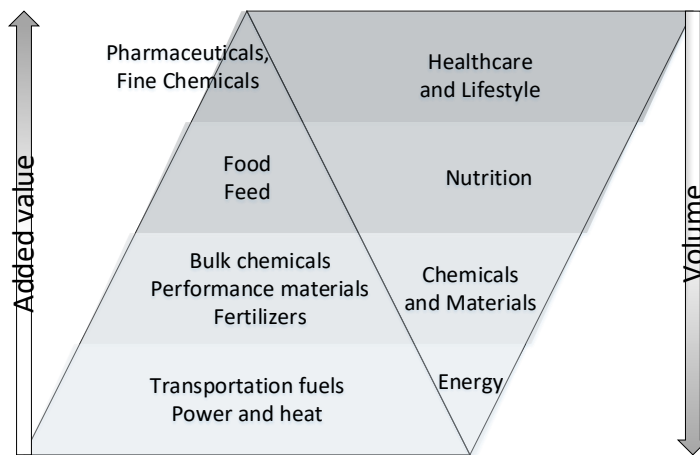 Pharmaceuticals,
Fine Chemicals
Healthcare
and Lifestyle
Food
Feed
Nutrition
Bulk chemicals
Performance materials
Fertilizers
Chemicals
and Materials
Transportation fuels
Power and heat
Energy
Added value
Volume